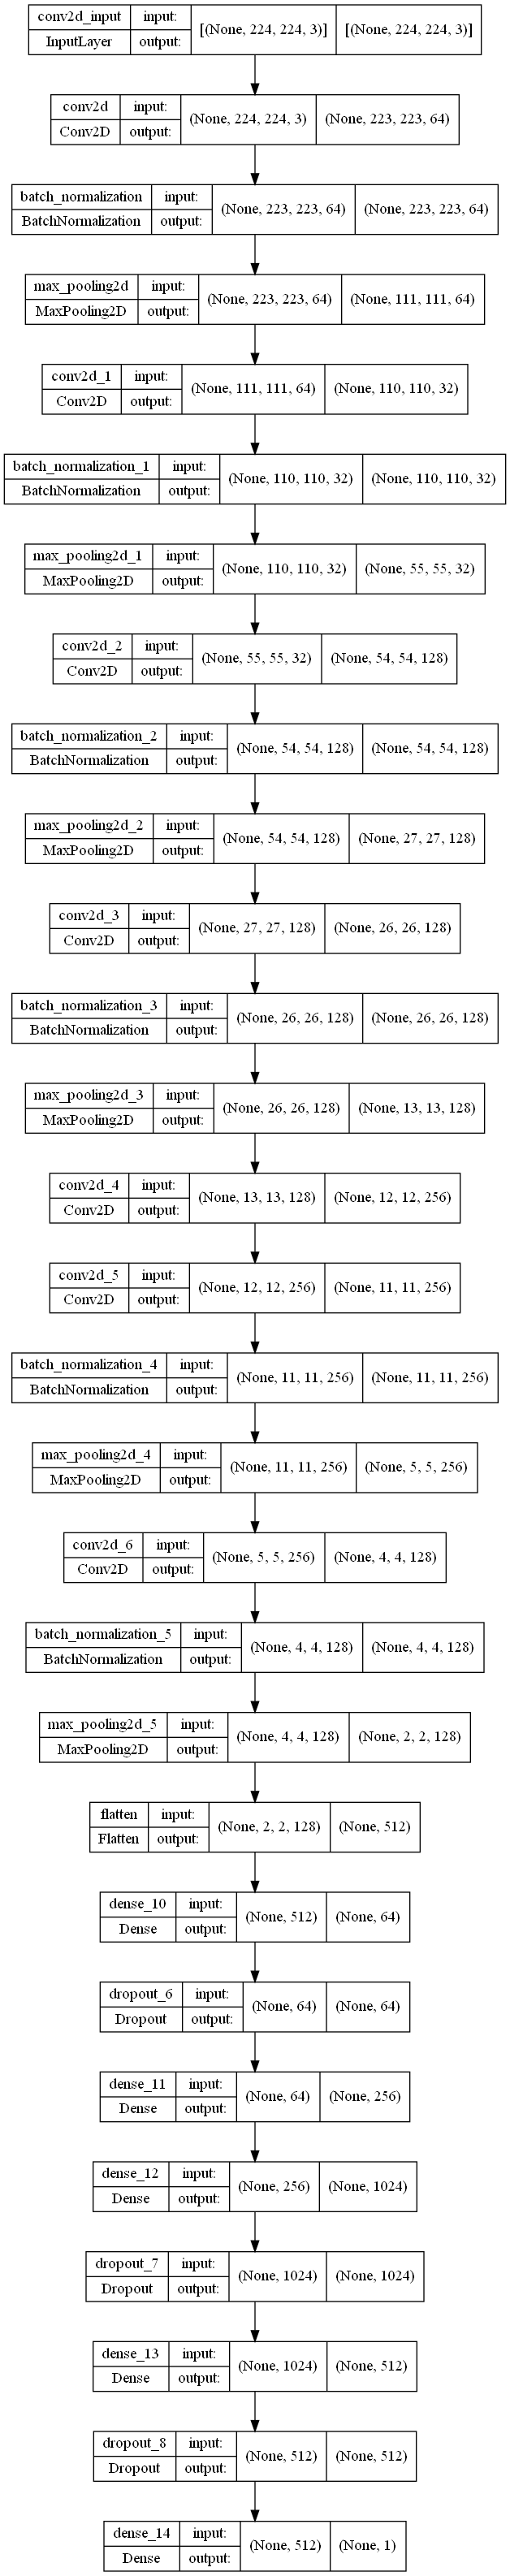 conv2d_input input: [(None, 224, 224, 3)] [(None, 224, 224, 3)]
InputLayer output:
conv2d input: (None, 224, 224, 3) (None, 223, 223, 64)
Conv2D output:
batch_normalization input: (None, 223, 223, 64) (None, 223, 223, 64)
BatchNormalization output:
max_pooling2d input: (None, 223, 223, 64) (None, 111, 111, 64)
MaxPooling2D output:
conv2d_1 input: (None, 111, 111, 64) (None, 110, 110, 32)
Conv2D output:
batch_normalization_1 input: (None, 110, 110, 32) (None, 110, 110, 32)
BatchNormalization output:
max_pooling2d_1 input: (None, 110, 110, 32) (None, 55, 55, 32)
MaxPooling2D output:
conv2d_2 input: (None, 55, 55, 32) (None, 54, 54, 128)
Conv2D output:
batch_normalization_2 input: (None, 54, 54, 128) (None, 54, 54, 128)
BatchNormalization output:
max_pooling2d_2 input: (None, 54, 54, 128) (None, 27, 27, 128)
MaxPooling2D output:
conv2d_3 input: (None, 27, 27, 128) (None, 26, 26, 128)
Conv2D output:
batch_normalization_3 input: (None, 26, 26, 128) (None, 26, 26, 128)
BatchNormalization output:
max_pooling2d_3 input: (None, 26, 26, 128) (None, 13, 13, 128)
MaxPooling2D output:
conv2d_4 input: (None, 13, 13, 128) (None, 12, 12, 256)
Conv2D output:
conv2d_5 input: (None, 12, 12, 256) (None, 11, 11, 256)
Conv2D output:
batch_normalization_4 input: (None, 11, 11, 256) (None, 11, 11, 256)
BatchNormalization output:
max_pooling2d_4 input: (None, 11, 11, 256) (None, 5, 5, 256)
MaxPooling2D output:
conv2d_6 input: (None, 5, 5, 256) (None, 4, 4, 128)
Conv2D output:
batch_normalization_5 input: (None, 4, 4, 128) (None, 4, 4, 128)
BatchNormalization output:
max_pooling2d_5 input: (None, 4, 4, 128) (None, 2, 2, 128)
MaxPooling2D output:
flatten input: (None, 2, 2, 128) (None, 512)
Flatten output:
dense_10 input: (None, 512) (None, 64)
Dense output:
dropout_6 input: (None, 64) (None, 64)
Dropout output:
dense_11 input: (None, 64) (None, 256)
Dense output:
dense_12 input: (None, 256) (None, 1024)
Dense output:
dropout_7 input: (None, 1024) (None, 1024)
Dropout output:
dense_13 input: (None, 1024) (None, 512)
Dense output:
dropout_8 input: (None, 512) (None, 512)
Dropout output:
dense_14 input: (None, 512) (None, 1)
Dense output: